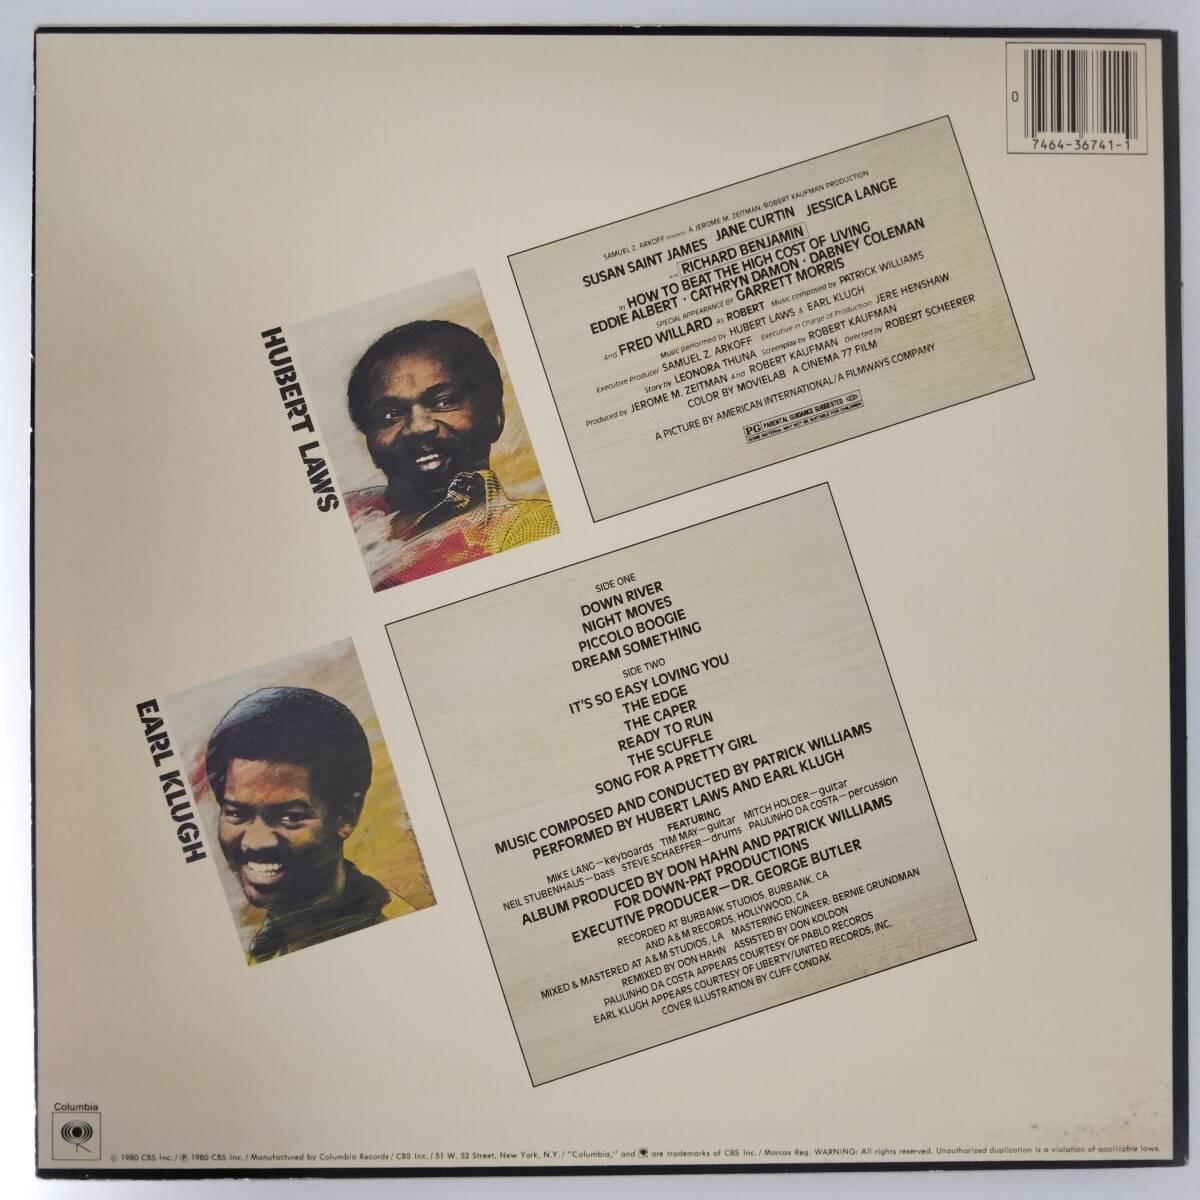 0
7464-36741-1
SAMUEL Z. ARKOFF presents A JEROME M. ZEITMAN/ROBERT KAUFMAN PRODUCTION
SUSAN SAINT JAMES JANE CURTIN JESSICA LANGE
and RICHARD BENJAMIN
in HOW TO BEAT THE HIGH COST OF LIVING
EDDIE ALBERT · CATHRYN DAMON · DABNEY COLEMAN
SPECIAL APPEARANCE BY GARRETT MORRIS
And FRED WILLARD As ROBERT Music composed by PATRICK WILLIAMS
Music performed by HUBERT LAWS & EARL KLUGH
Executive Producer SAMUEL Z. ARKOFF Executive in Charge of Production JERE HENSHAW
Story by LEONORA THUNA Screenplay by ROBERT KAUFMAN
Produced by JEROME M. ZEITMAN And ROBERT KAUFMAN Directed by ROBERT SCHEERER
COLOR BY MOVIELAB A CINEMA 77 FILM
A PICTURE BY AMERICAN INTERNATIONAL/A FILMWAYS COMPANY
PG PARENTAL GUIDANCE SUGGESTED
SOME MATERIAL MAY NOT BE SUITABLE FOR CHILDREN
HUBERT LAWS
EARL KLUGH
SIDE ONE
DOWN RIVER
NIGHT MOVES
PICCOLO BOOGIE
DREAM SOMETHING
SIDE TWO
IT'S SO EASY LOVING YOU
THE EDGE
THE CAPER
READY TO RUN
THE SCUFFLE
SONG FOR A PRETTY GIRL
MUSIC COMPOSED AND CONDUCTED BY PATRICK WILLIAMS
PERFORMED BY HUBERT LAWS AND EARL KLUGH
FEATURING
MIKE LANG—keyboards TIM MAY—guitar MITCH HOLDER—guitar
NEIL STUBENHAUS—bass STEVE SCHAEFFER—drums PAULINHO DA COSTA—percussion
ALBUM PRODUCED BY DON HAHN AND PATRICK WILLIAMS
FOR DOWN-PAT PRODUCTIONS
EXECUTIVE PRODUCER—DR. GEORGE BUTLER
RECORDED AT BURBANK STUDIOS, BURBANK, CA
AND A&M RECORDS, HOLLYWOOD, CA
MIXED & MASTERED AT A&M STUDIOS, LA MASTERING ENGINEER: BERNIE GRUNDMAN
REMIXED BY DON HAHN ASSISTED BY DON KOLDON
PAULINHO DA COSTA APPEARS COURTESY OF PABLO RECORDS
EARL KLUGH APPEARS COURTESY OF LIBERTY/UNITED RECORDS, INC.
COVER ILLUSTRATION BY CLIFF CONDAK
Columbia
© 1980 CBS Inc./℗ 1980 CBS Inc./Manufactured by Columbia Records/CBS Inc./51 W. 52 Street, New York, N.Y./"Columbia," and are trademarks of CBS Inc./Marcas Reg. WARNING: All rights reserved. Unauthorized duplication is a violation of applicable laws.